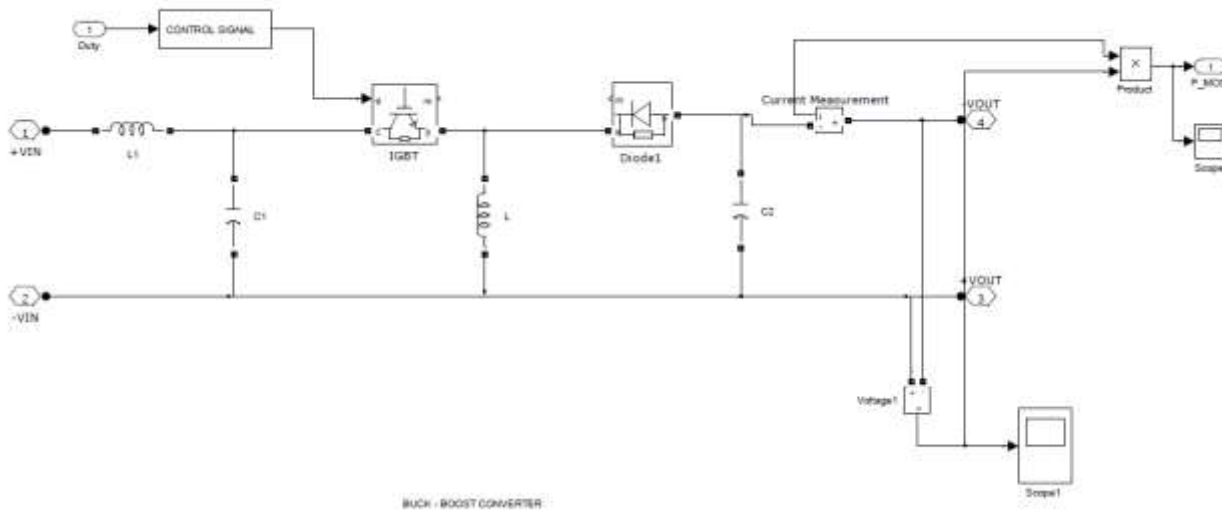 1
Duty
CONTROL SIGNAL
1
+VIN
L1
C1
IGBT
L
Diode1
C2
Current Measurement
-VOUT
4
×
Product
1
Scope
2
-VIN
+VOUT
3
Voltage1
Scope1
BUCK - BOOST CONVERTER